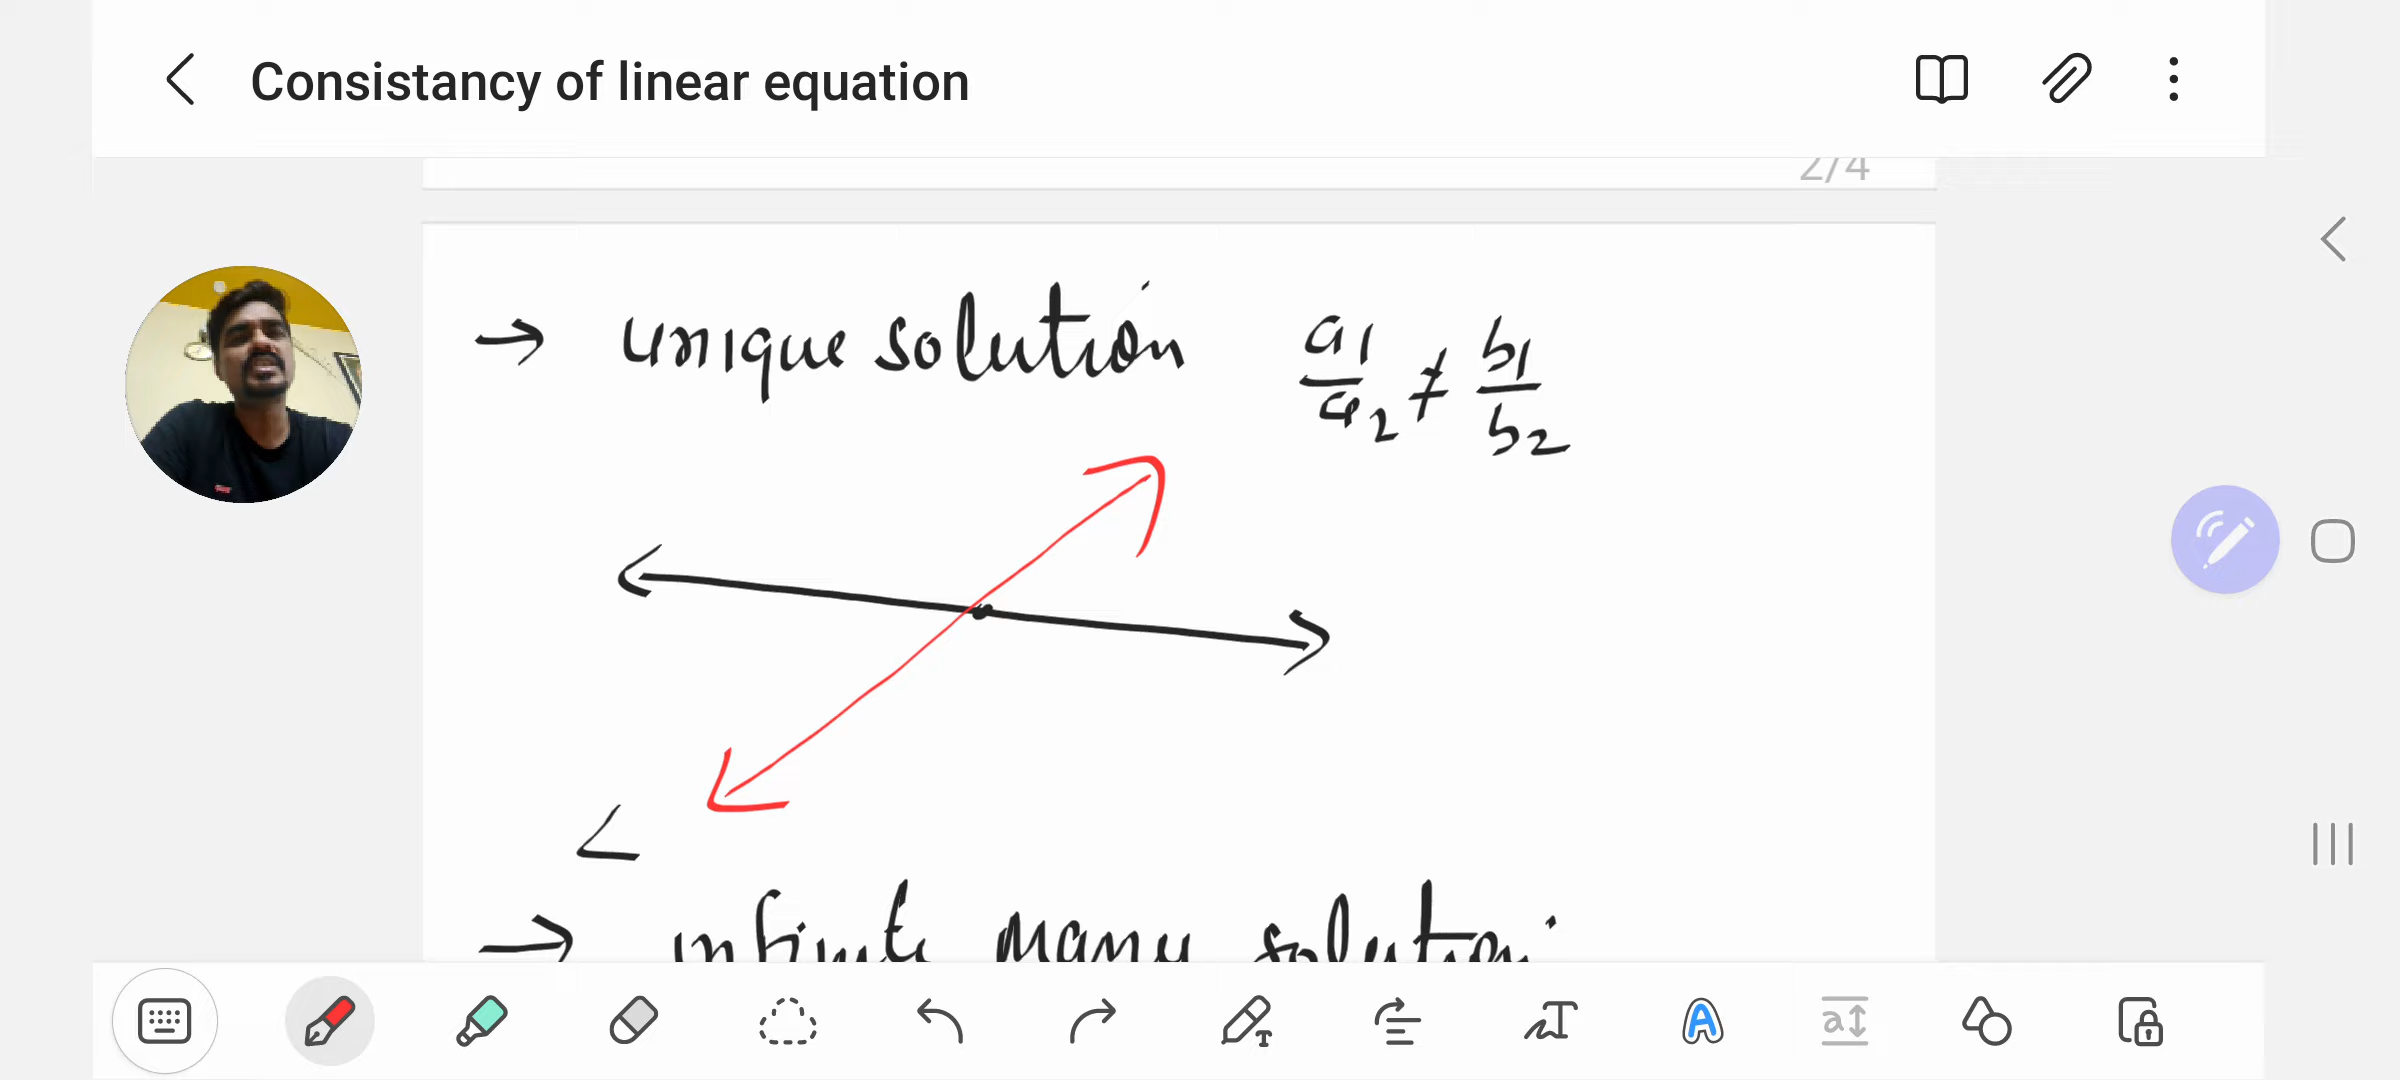 Consistancy of linear equation
2/4
→ unique solution a1/a2 ≠ b1/b2
→ infinite many solution